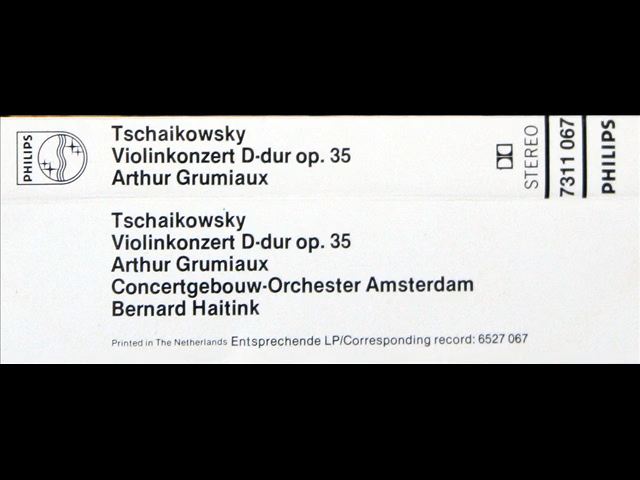 PHILIPS
Tschaikowsky
Violinkonzert D-dur op. 35
Arthur Grumiaux
STEREO
7311 067
PHILIPS
Tschaikowsky
Violinkonzert D-dur op. 35
Arthur Grumiaux
Concertgebouw-Orchester Amsterdam
Bernard Haitink
Printed in The Netherlands Entsprechende LP/Corresponding record: 6527 067